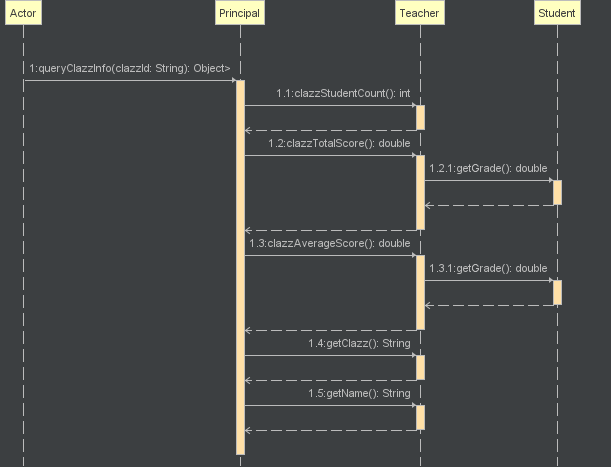 Actor Principal Teacher Student
1:queryClazzInfo(clazzId: String): Object>
1.1:clazzStudentCount(): int
1.2:clazzTotalScore(): double
1.2.1:getGrade(): double
1.3:clazzAverageScore(): double
1.3.1:getGrade(): double
1.4:getClazz(): String
1.5:getName(): String